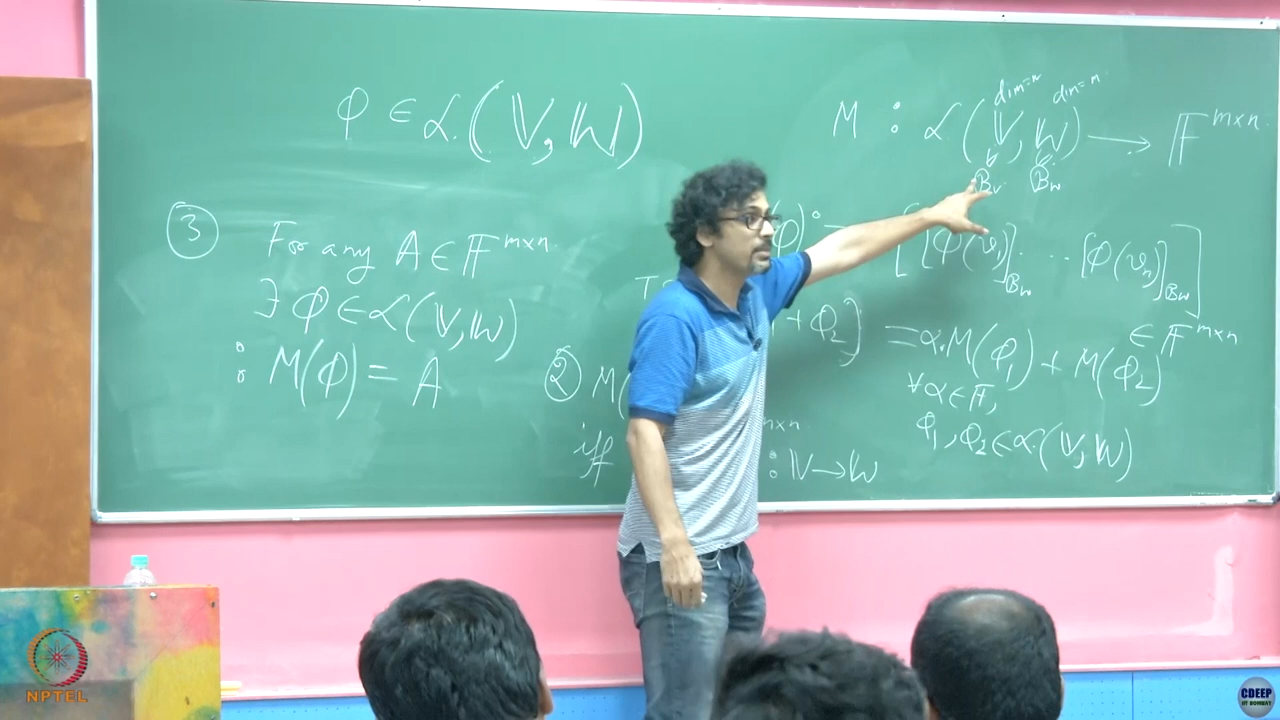 φ ∈ ℒ(𝕍, 𝕎)
③ For any A ∈ 𝔽^{m×n}
∃ φ ∈ ℒ(𝕍, 𝕎)
: M(φ) = A
dim=n dim=m
M : ℒ(𝕍, 𝕎) → 𝔽^{m×n}.
B_v B_w
(φ) := [[φ(v_1)]_{B_w} ... [φ(v_n)]_{B_w}]
∈ 𝔽^{m×n}
+ φ_2] = α.M(φ_1) + M(φ_2)
∀ α ∈ 𝔽,
φ_1, φ_2 ∈ ℒ(𝕍, 𝕎)
② M(
iff : 𝕍 → 𝕎
NPTEL
CDEEP
IIT BOMBAY